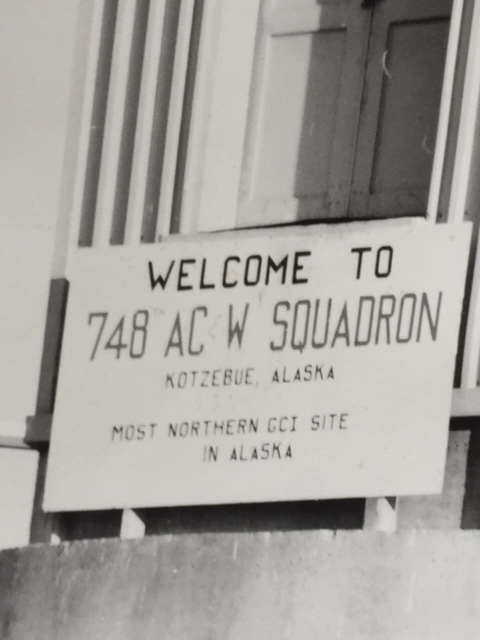 WELCOME TO
748 AC W SQUADRON
KOTZEBUE, ALASKA
MOST NORTHERN GCI SITE
IN ALASKA